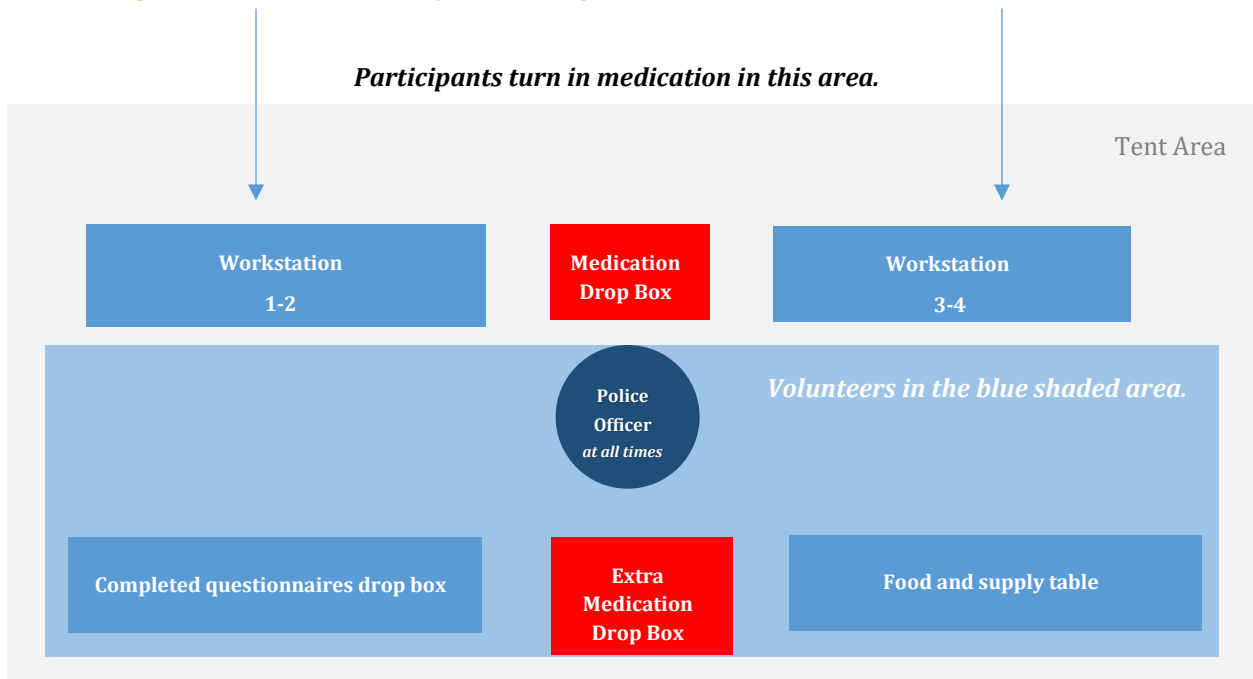 Participants turn in medication in this area.
Tent Area
Workstation
1-2
Medication
Drop Box
Workstation
3-4
Police
Officer
at all times
Volunteers in the blue shaded area.
Completed questionnaires drop box
Extra
Medication
Drop Box
Food and supply table